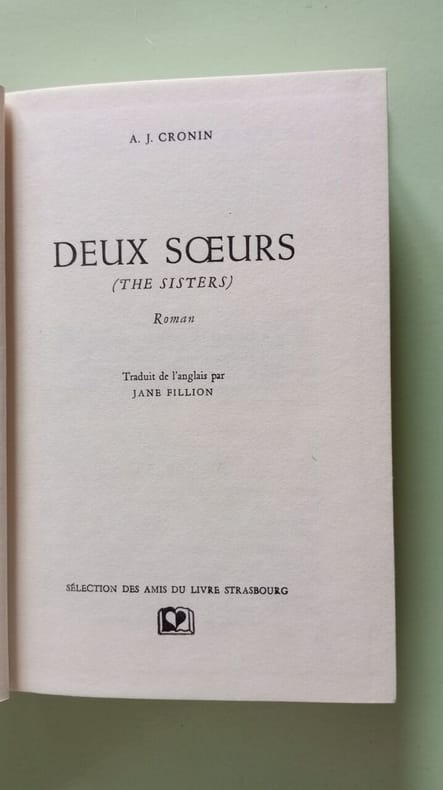 A. J. CRONIN
DEUX SŒURS
(THE SISTERS)
Roman
Traduit de l'anglais par
JANE FILLION
SÉLECTION DES AMIS DU LIVRE STRASBOURG